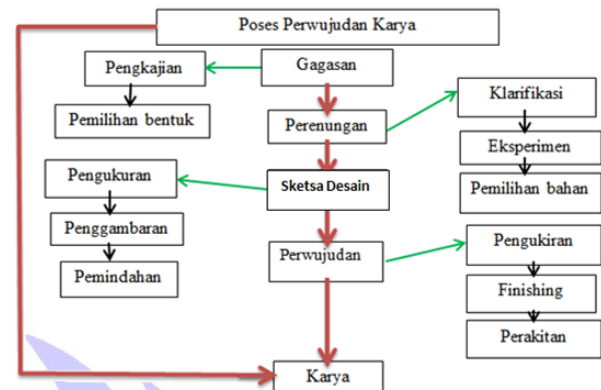 Poses Perwujudan Karya
Pengkajian
Gagasan
Klarifikasi
Pemilihan bentuk
Perenungan
Eksperimen
Pengukuran
Sketsa Desain
Pemilihan bahan
Penggambaran
Perwujudan
Pengukiran
Pemindahan
Finishing
Perakitan
Karya